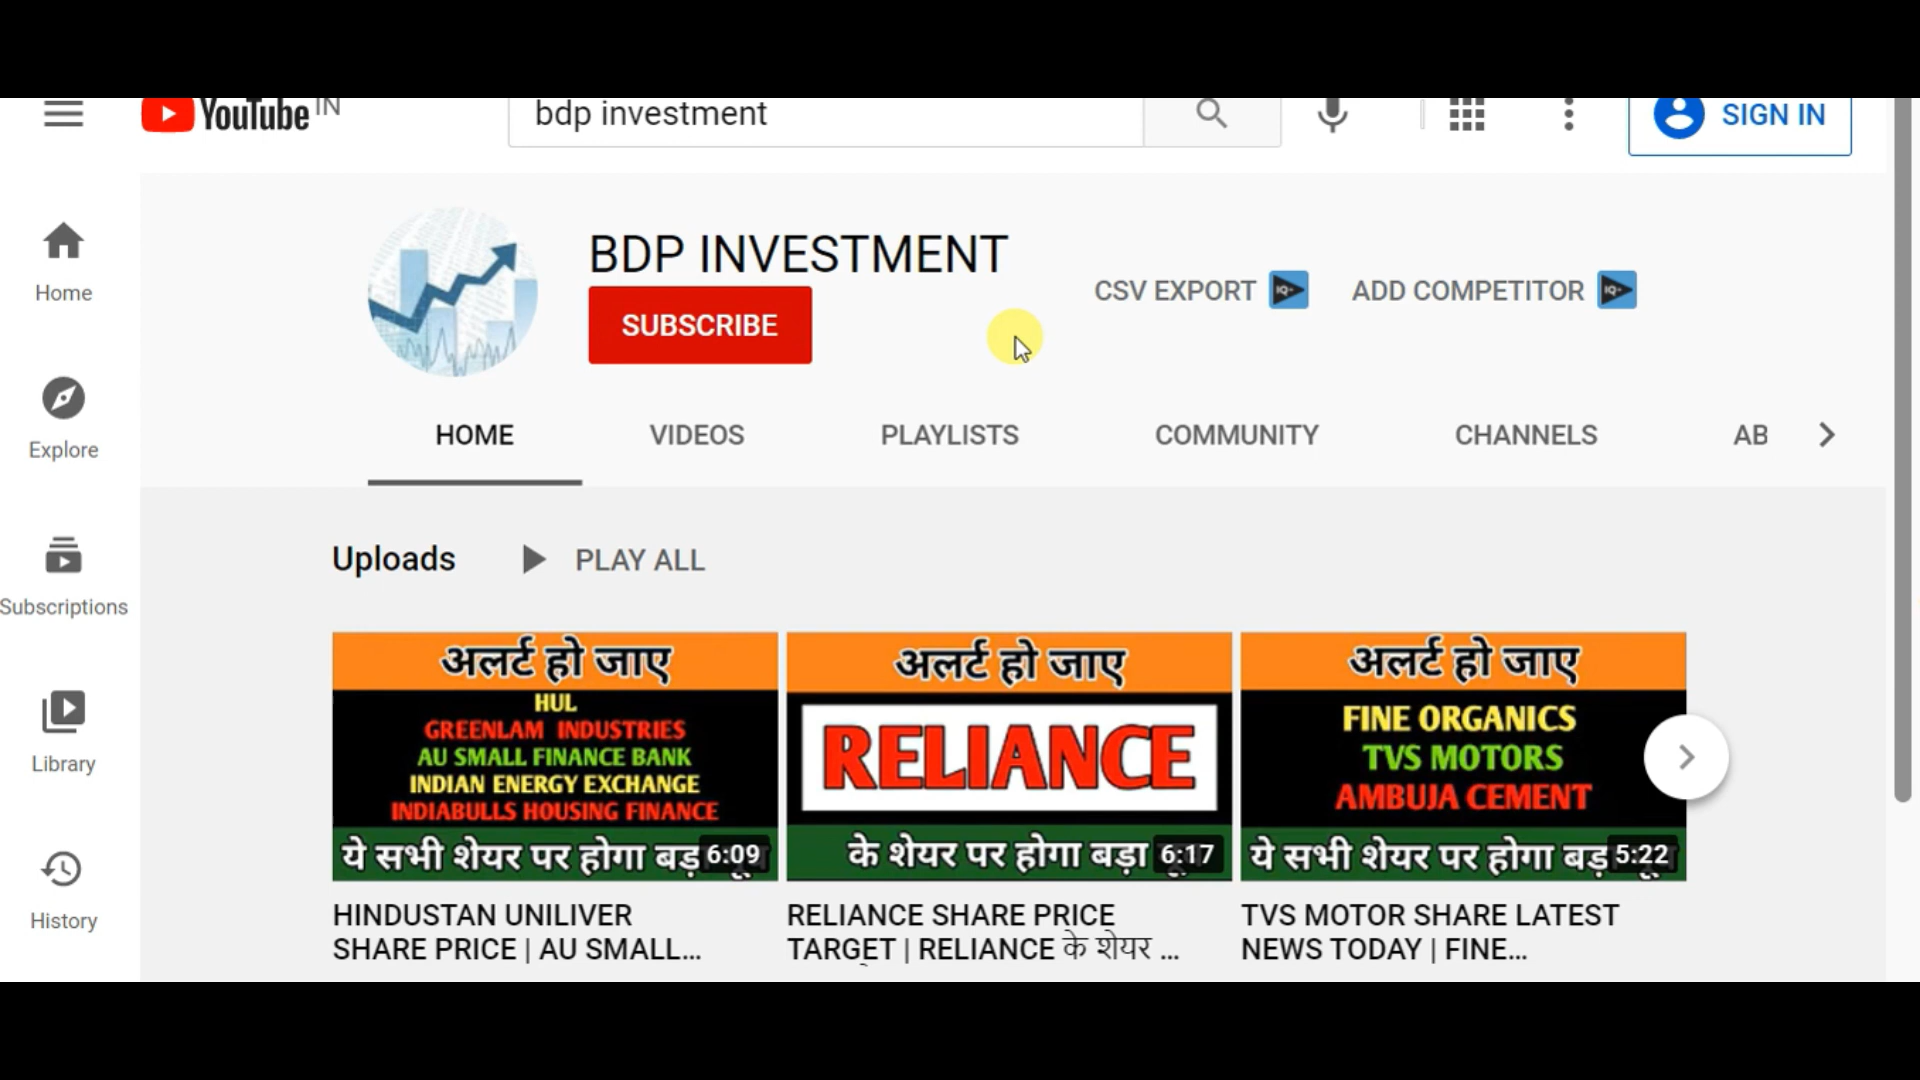 YouTube IN
bdp investment
SIGN IN
Home
Explore
Subscriptions
Library
History
BDP INVESTMENT
SUBSCRIBE
CSV EXPORT IQ
ADD COMPETITOR IQ
HOME VIDEOS PLAYLISTS COMMUNITY CHANNELS AB
Uploads PLAY ALL
अलर्ट हो जाए
HUL
GREENLAM INDUSTRIES
AU SMALL FINANCE BANK
INDIAN ENERGY EXCHANGE
INDIABULLS HOUSING FINANCE
ये सभी शेयर पर होगा
6:09
HINDUSTAN UNILIVER
SHARE PRICE | AU SMALL...
अलर्ट हो जाए
RELIANCE
के शेयर पर होगा बड़ा
6:17
RELIANCE SHARE PRICE
TARGET | RELIANCE के शेयर ...
अलर्ट हो जाए
FINE ORGANICS
TVS MOTORS
AMBUJA CEMENT
ये सभी शेयर पर होगा
5:22
TVS MOTOR SHARE LATEST
NEWS TODAY | FINE...